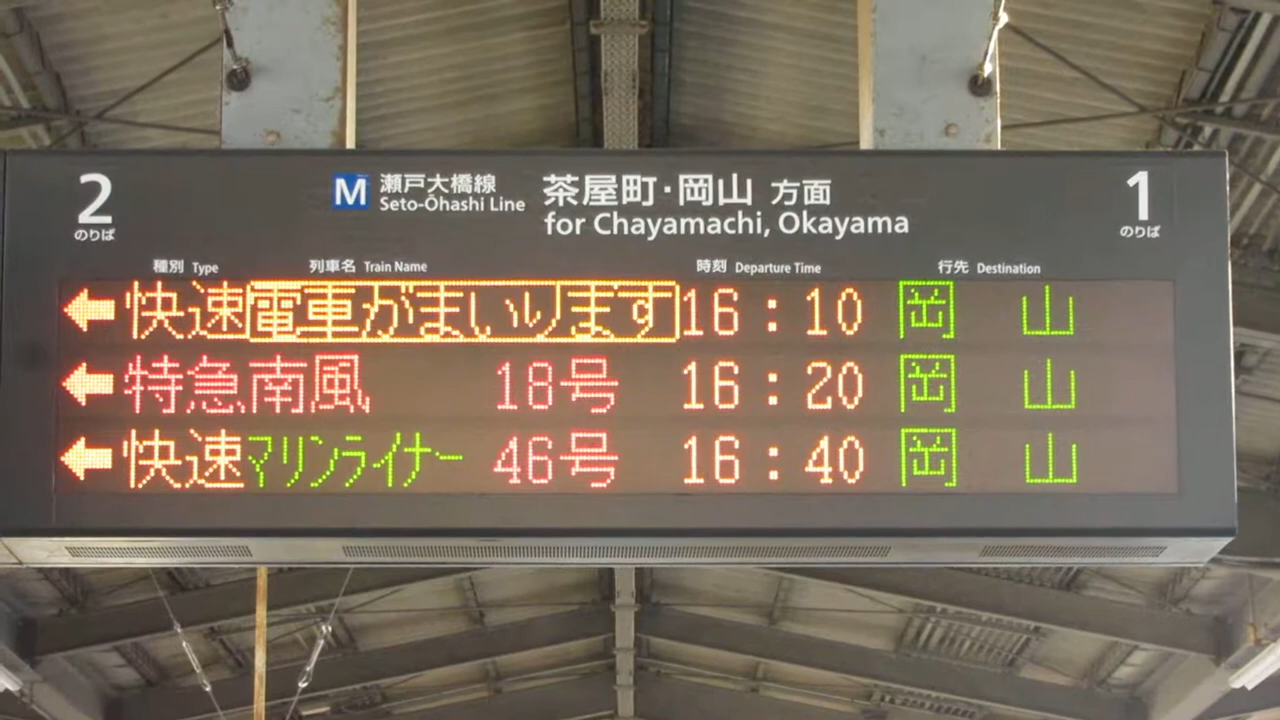 2 のりば M 瀬戸大橋線 Seto-Ōhashi Line 茶屋町・岡山 方面 for Chayamachi, Okayama 1 のりば
種別 Type 列車名 Train Name 時刻 Departure Time 行先 Destination
← 快速 電車がまいります 16:10 岡 山
← 特急 南風 18号 16:20 岡 山
← 快速 マリンライナー 46号 16:40 岡 山